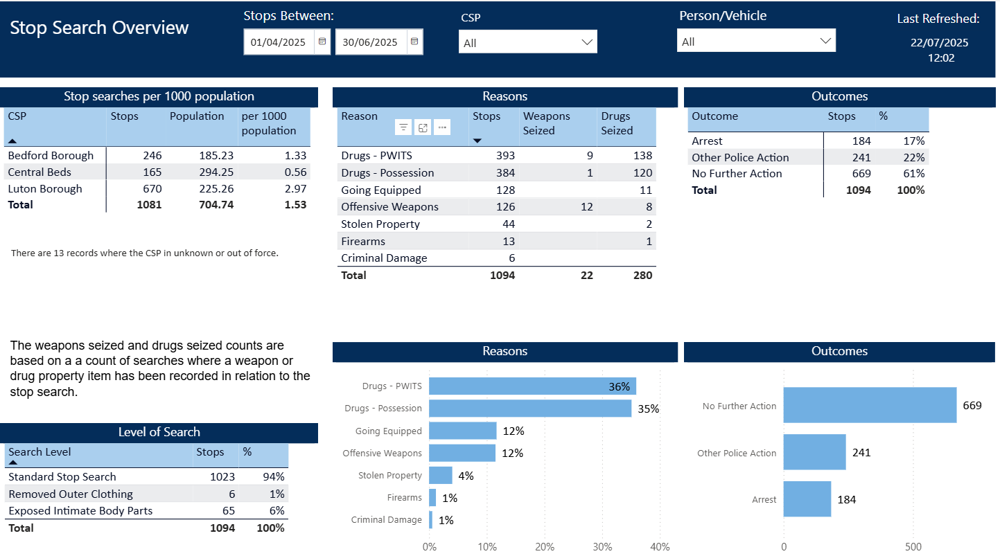 Stop Search Overview
Stops Between:
01/04/2025 30/06/2025
CSP
All
Person/Vehicle
All
Last Refreshed:
22/07/2025
12:02
Stop searches per 1000 population
CSP Stops Population per 1000 population
Bedford Borough 246 185.23 1.33
Central Beds 165 294.25 0.56
Luton Borough 670 225.26 2.97
Total 1081 704.74 1.53
There are 13 records where the CSP in unknown or out of force.
Reasons
Reason Stops Weapons Seized Drugs Seized
Drugs - PWITS 393 9 138
Drugs - Possession 384 1 120
Going Equipped 128 11
Offensive Weapons 126 12 8
Stolen Property 44 2
Firearms 13 1
Criminal Damage 6
Total 1094 22 280
Outcomes
Outcome Stops %
Arrest 184 17%
Other Police Action 241 22%
No Further Action 669 61%
Total 1094 100%
The weapons seized and drugs seized counts are
based on a a count of searches where a weapon or
drug property item has been recorded in relation to the
stop search.
Level of Search
Search Level Stops %
Standard Stop Search 1023 94%
Removed Outer Clothing 6 1%
Exposed Intimate Body Parts 65 6%
Total 1094 100%
Reasons
Drugs - PWITS 36%
Drugs - Possession 35%
Going Equipped 12%
Offensive Weapons 12%
Stolen Property 4%
Firearms 1%
Criminal Damage 1%
0% 10% 20% 30% 40%
Outcomes
No Further Action 669
Other Police Action 241
Arrest 184
0 500